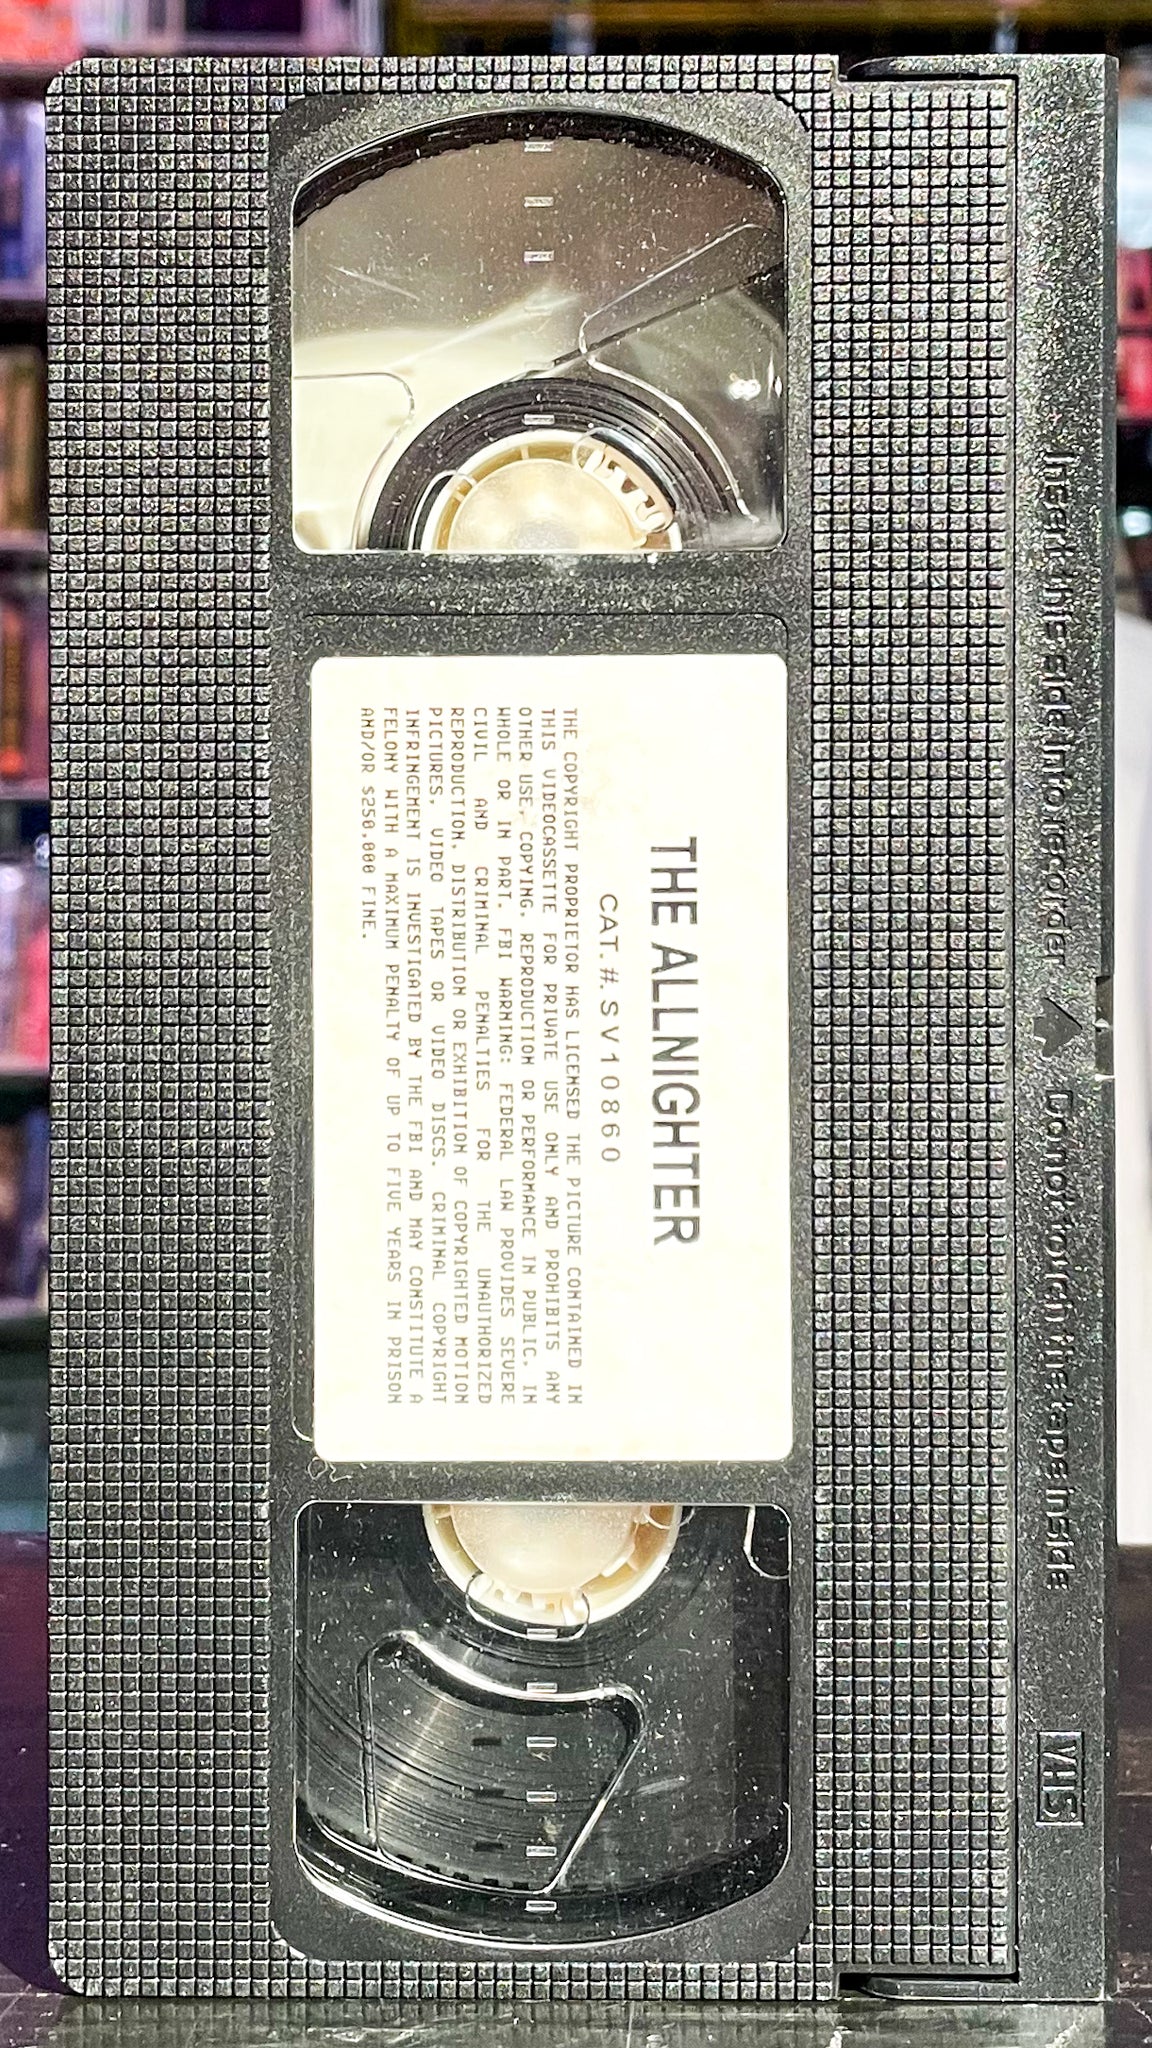 Insert this side into recorder Do not touch the tape inside
VHS
THE ALLNIGHTER
CAT.#.SV10860
THE COPYRIGHT PROPRIETOR HAS LICENSED THE PICTURE CONTAINED IN
THIS VIDEOCASSETTE FOR PRIVATE USE ONLY AND PROHIBITS ANY
OTHER USE, COPYING, REPRODUCTION OR PERFORMANCE IN PUBLIC, IN
WHOLE OR IN PART. FBI WARNING: FEDERAL LAW PROVIDES SEVERE
CIVIL AND CRIMINAL PENALTIES FOR THE UNAUTHORIZED
REPRODUCTION, DISTRIBUTION OR EXHIBITION OF COPYRIGHTED MOTION
PICTURES, VIDEO TAPES OR VIDEO DISCS. CRIMINAL COPYRIGHT
INFRINGEMENT IS INVESTIGATED BY THE FBI AND MAY CONSTITUTE A
FELONY WITH A MAXIMUM PENALTY OF UP TO FIVE YEARS IN PRISON
AND/OR $250,000 FINE.